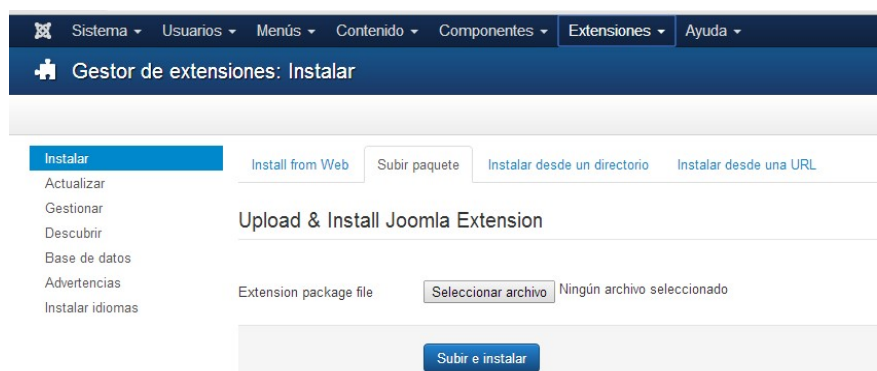 Sistema Usuarios Menús Contenido Componentes Extensiones Ayuda
Gestor de extensiones: Instalar
Instalar
Actualizar
Gestionar
Descubrir
Base de datos
Advertencias
Instalar idiomas
Install from Web Subir paquete Instalar desde un directorio Instalar desde una URL
Upload & Install Joomla Extension
Extension package file Seleccionar archivo Ningún archivo seleccionado
Subir e instalar